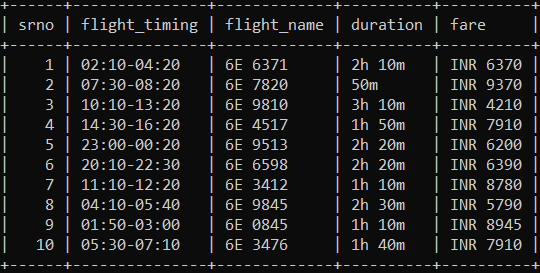 +------+---------------+-------------+----------+----------+
| srno | flight_timing | flight_name | duration | fare     |
+------+---------------+-------------+----------+----------+
|    1 | 02:10-04:20   | 6E 6371     | 2h 10m   | INR 6370 |
|    2 | 07:30-08:20   | 6E 7820     | 50m      | INR 9370 |
|    3 | 10:10-13:20   | 6E 9810     | 3h 10m   | INR 4210 |
|    4 | 14:30-16:20   | 6E 4517     | 1h 50m   | INR 7910 |
|    5 | 23:00-00:20   | 6E 9513     | 2h 20m   | INR 6200 |
|    6 | 20:10-22:30   | 6E 6598     | 2h 20m   | INR 6390 |
|    7 | 11:10-12:20   | 6E 3412     | 1h 10m   | INR 8780 |
|    8 | 04:10-05:40   | 6E 9845     | 2h 30m   | INR 5790 |
|    9 | 01:50-03:00   | 6E 0845     | 1h 10m   | INR 8945 |
|   10 | 05:30-07:10   | 6E 3476     | 1h 40m   | INR 7910 |
+------+---------------+-------------+----------+----------+